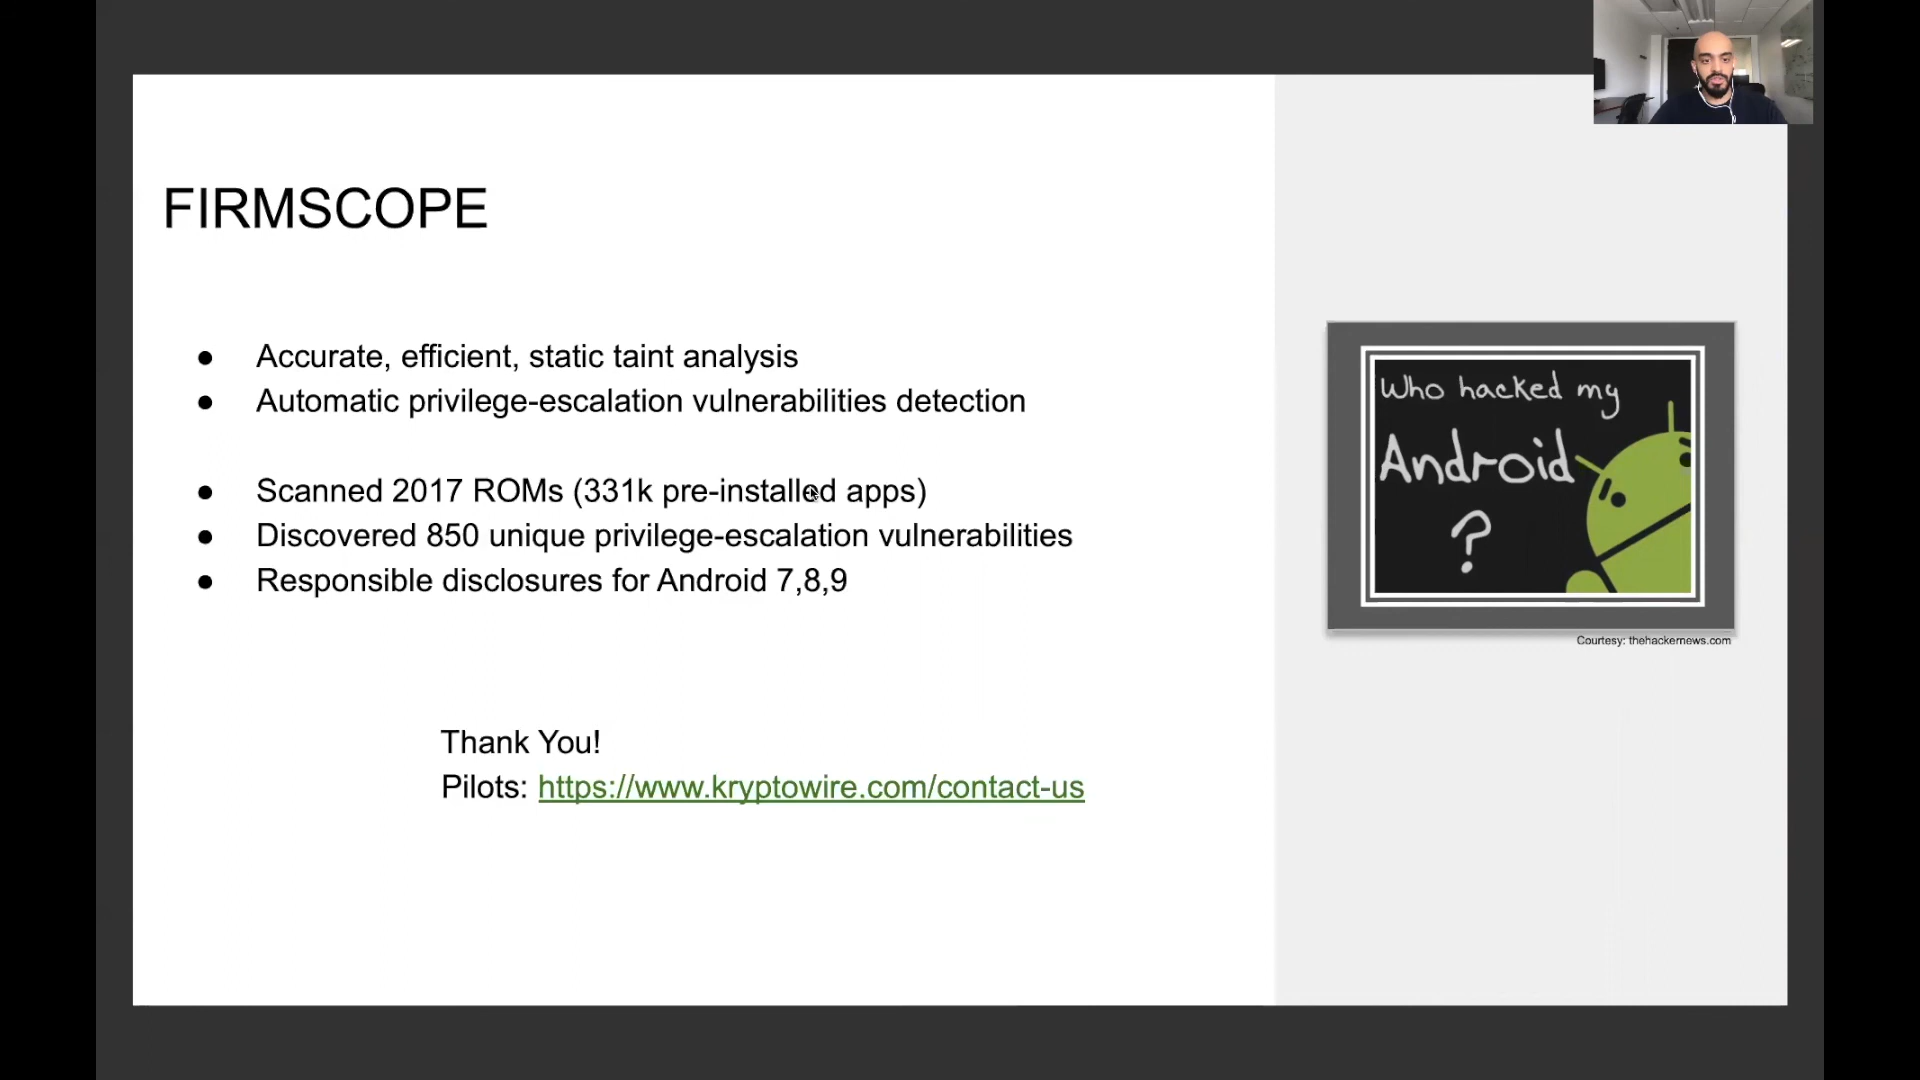 FIRMSCOPE
● Accurate, efficient, static taint analysis
● Automatic privilege-escalation vulnerabilities detection
● Scanned 2017 ROMs (331k pre-installed apps)
● Discovered 850 unique privilege-escalation vulnerabilities
● Responsible disclosures for Android 7,8,9
Thank You!
Pilots: https://www.kryptowire.com/contact-us
Who hacked my
Android
?
Courtesy: thehackernews.com